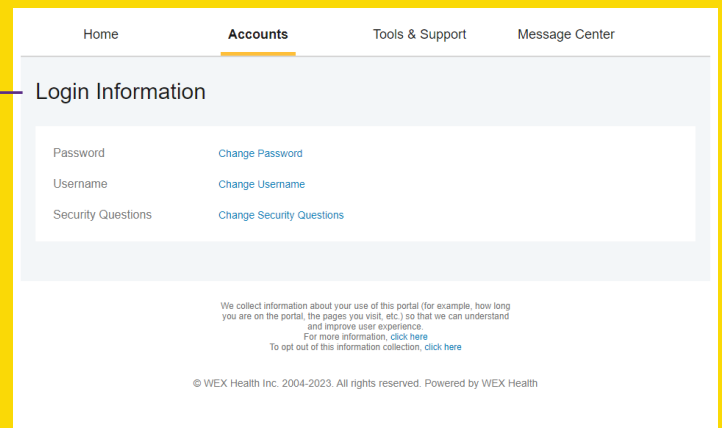 Home Accounts Tools & Support Message Center
Login Information
Password Change Password
Username Change Username
Security Questions Change Security Questions
We collect information about your use of this portal (for example, how long
you are on the portal, the pages you visit, etc.) so that we can understand
and improve user experience.
For more information, click here
To opt out of this information collection, click here
© WEX Health Inc. 2004-2023. All rights reserved. Powered by WEX Health